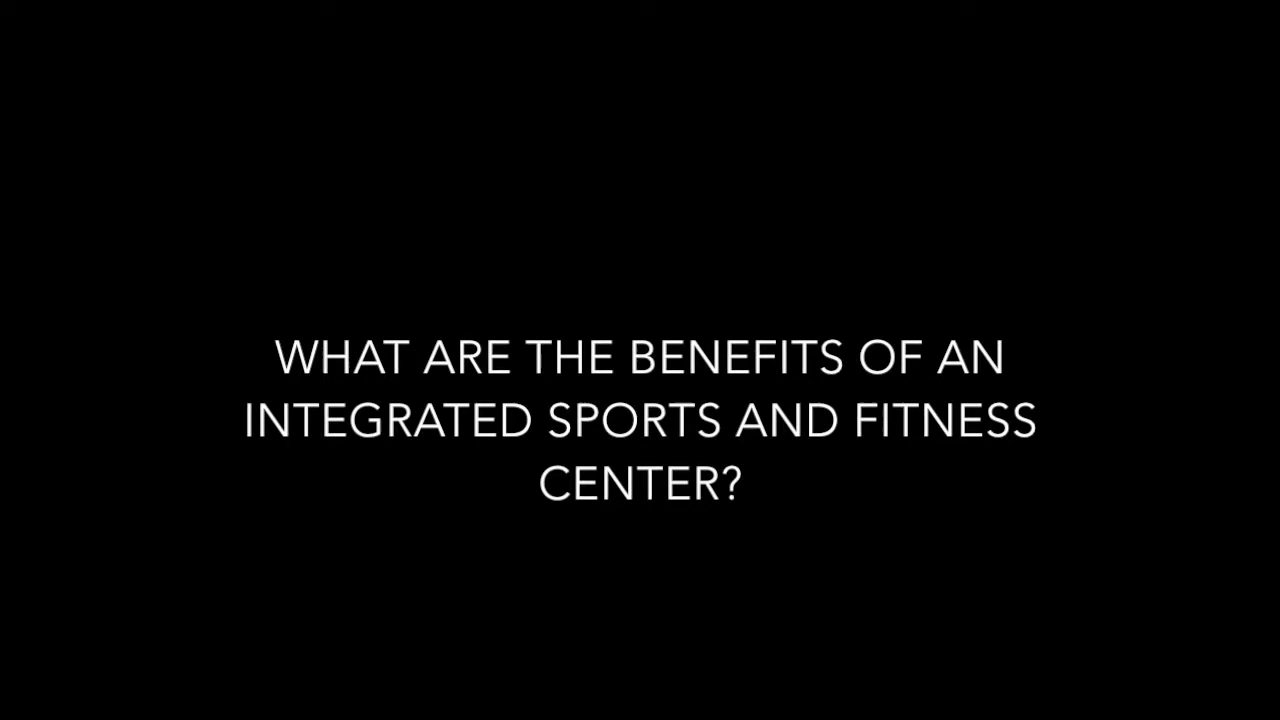 WHAT ARE THE BENEFITS OF AN
INTEGRATED SPORTS AND FITNESS
CENTER?